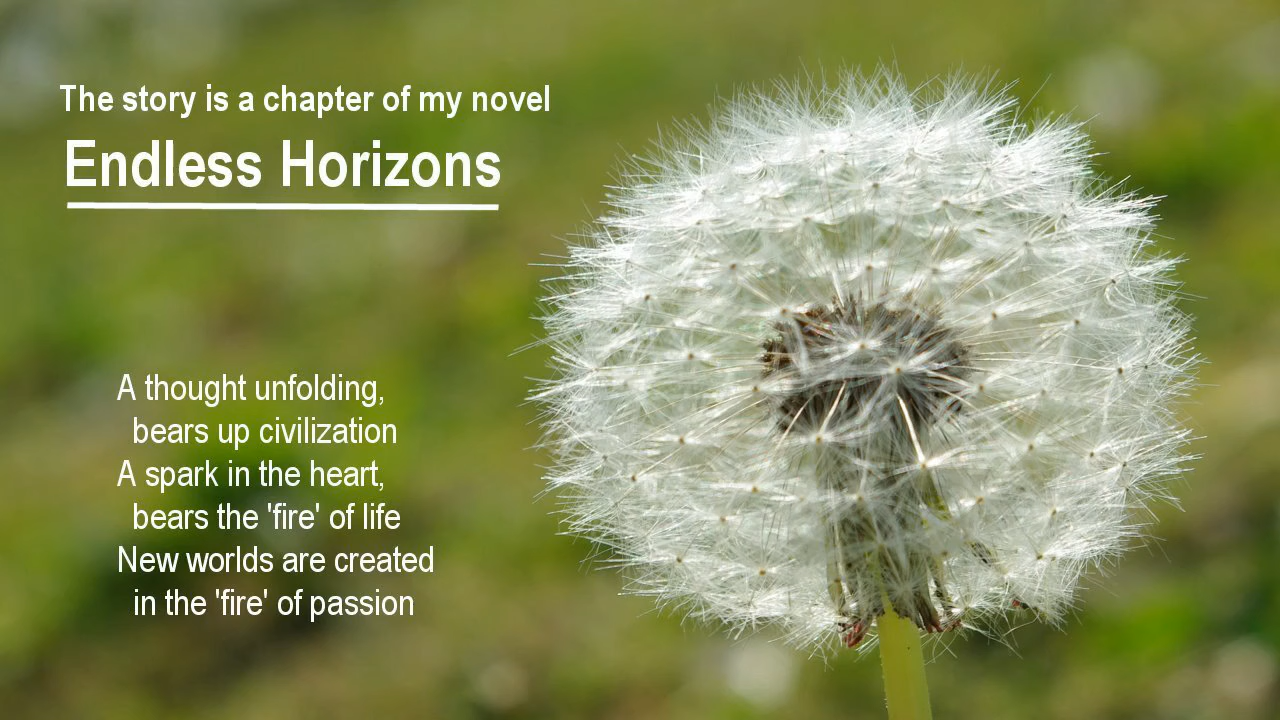 The story is a chapter of my novel
Endless Horizons
A thought unfolding,
bears up civilization
A spark in the heart,
bears the 'fire' of life
New worlds are created
in the 'fire' of passion